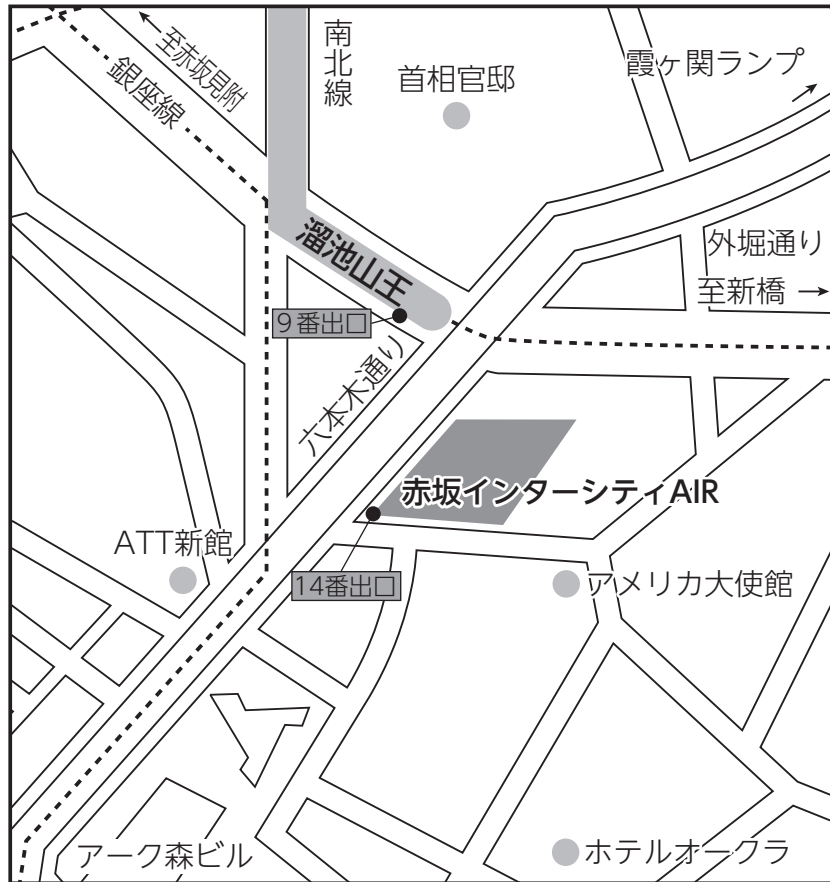 至赤坂見附
銀座線
南北線
首相官邸
霞ヶ関ランプ
溜池山王
外堀通り
至新橋 →
9番出口
六本木通り
赤坂インターシティAIR
ATT新館
14番出口
アメリカ大使館
アーク森ビル
ホテルオークラ